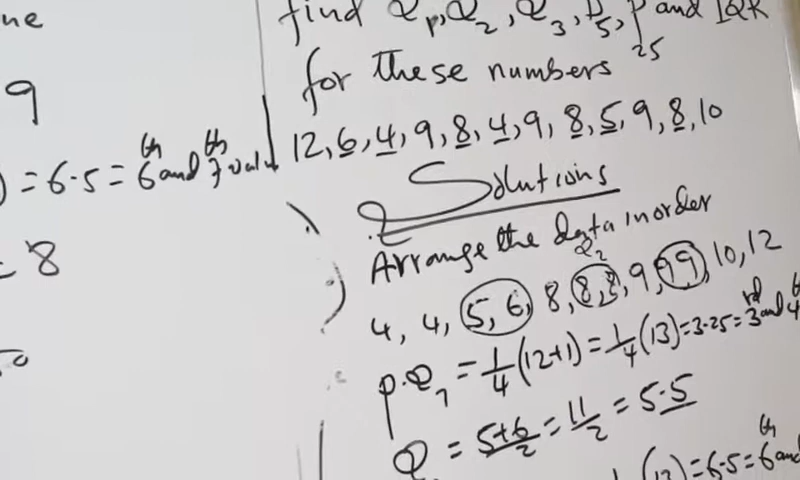 ne
9
) = 6.5 = 6th and 7th valu
= 8
find Qp, Q2, Q3, D5, P25 and IQR
for these numbers
12, 6, 4, 9, 8, 4, 9, 8, 5, 9, 8, 10
Solutions
Arrange the data in order
Q2
4, 4, 5, 6, 8, 8, 8, 9, 9 9, 10, 12
p.Q1 = 1/4 (12+1) = 1/4 (13) = 3.25 = 3rd and 4th
Q = 5+6/2 = 11/2 = 5.5
(13) = 6.5 = 6th and